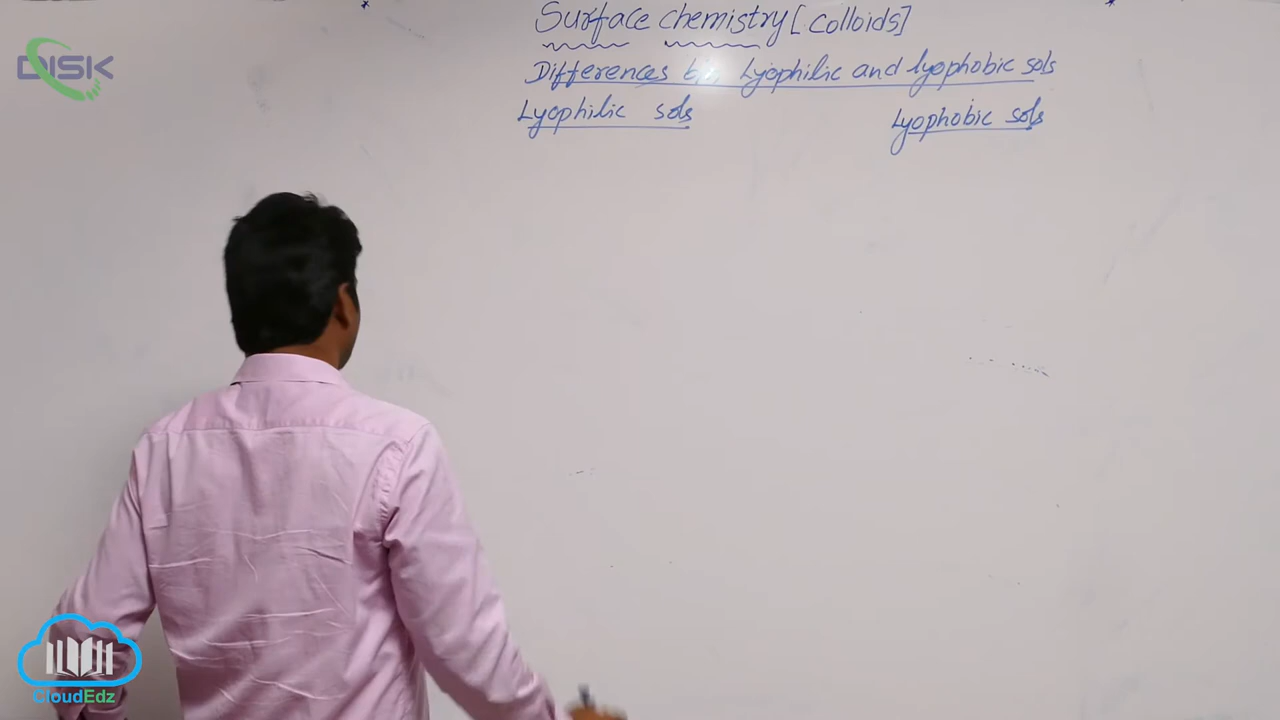 Surface chemistry [colloids]
Differences b/n Lyophilic and lyophobic sols
Lyophilic sols
Lyophobic sols
DISK
CloudEdz